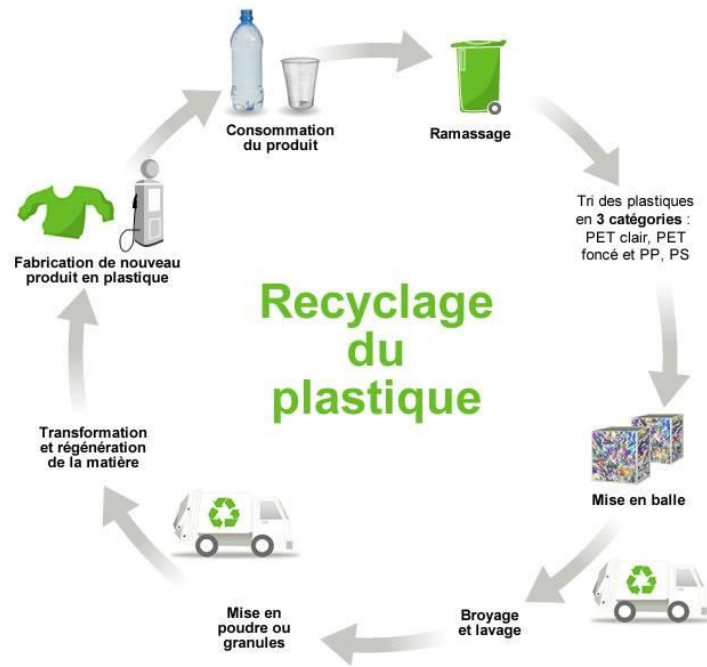 Consommation
du produit
Ramassage
Tri des plastiques
en 3 catégories :
PET clair, PET
foncé et PP, PS
Mise en balle
Broyage
et lavage
Mise en
poudre ou
granules
Transformation
et régénération
de la matière
Fabrication de nouveau
produit en plastique
Recyclage
du
plastique